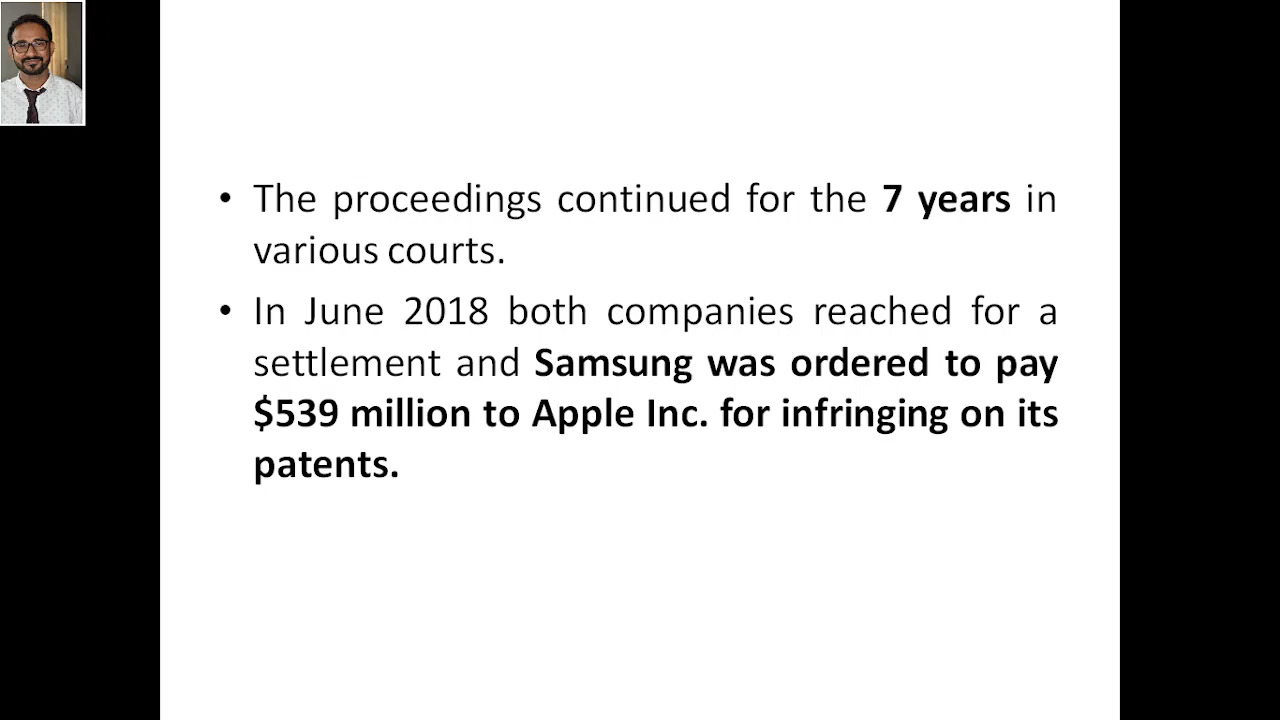 • The proceedings continued for the 7 years in
various courts.
• In June 2018 both companies reached for a
settlement and Samsung was ordered to pay
$539 million to Apple Inc. for infringing on its
patents.